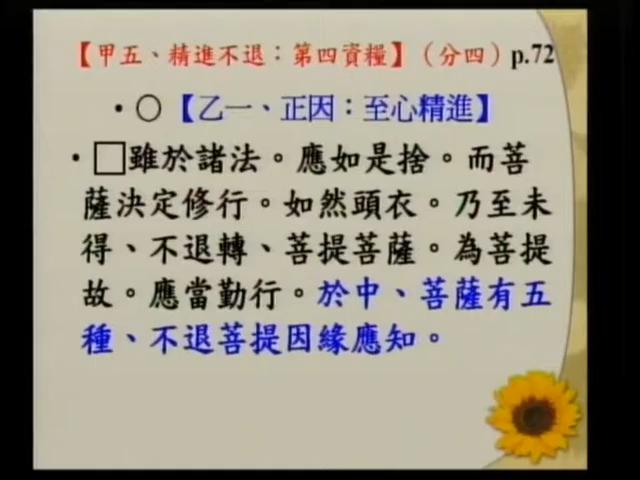 【甲五、精進不退：第四資糧】（分四）p.72
•○【乙一、正因：至心精進】
•□雖於諸法。應如是捨。而菩
薩決定修行。如然頭衣。乃至未
得、不退轉、菩提菩薩。為菩提
故。應當勤行。於中、菩薩有五
種、不退菩提因緣應知。